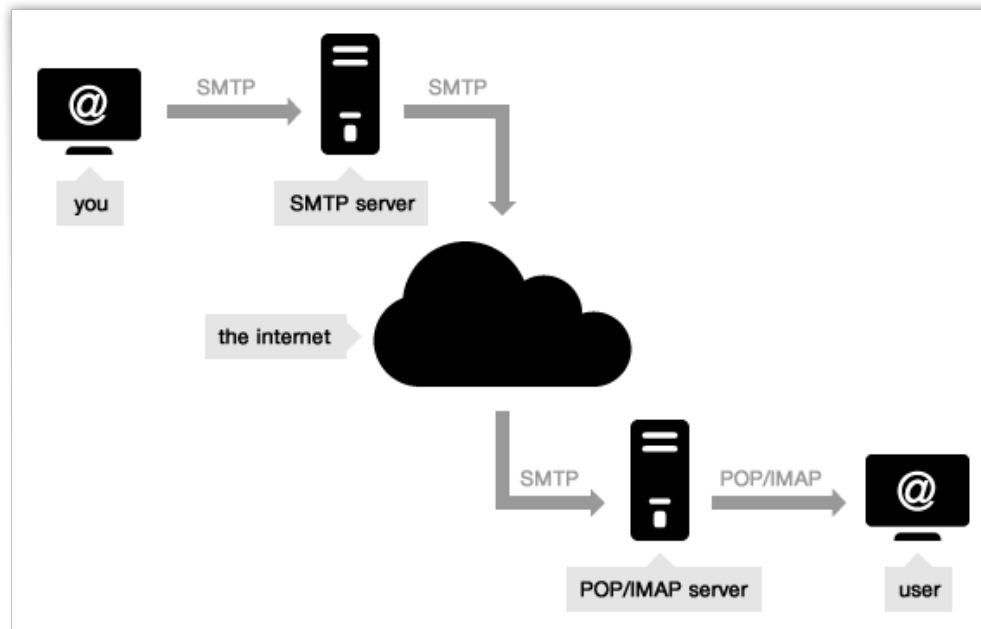 @
SMTP
SMTP
you
SMTP server
the internet
SMTP
POP/IMAP
@
POP/IMAP server
user